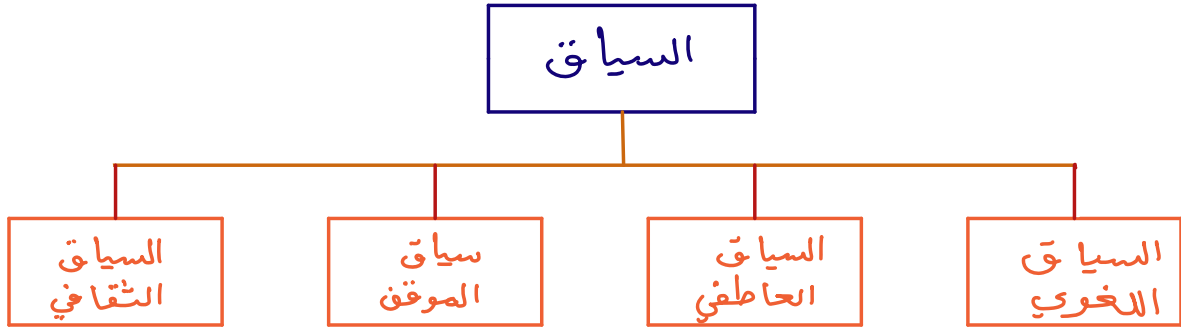 السياق
السياق
اللغوي
السياق
العاطفي
سياق
الموقف
السياق
الثقافي